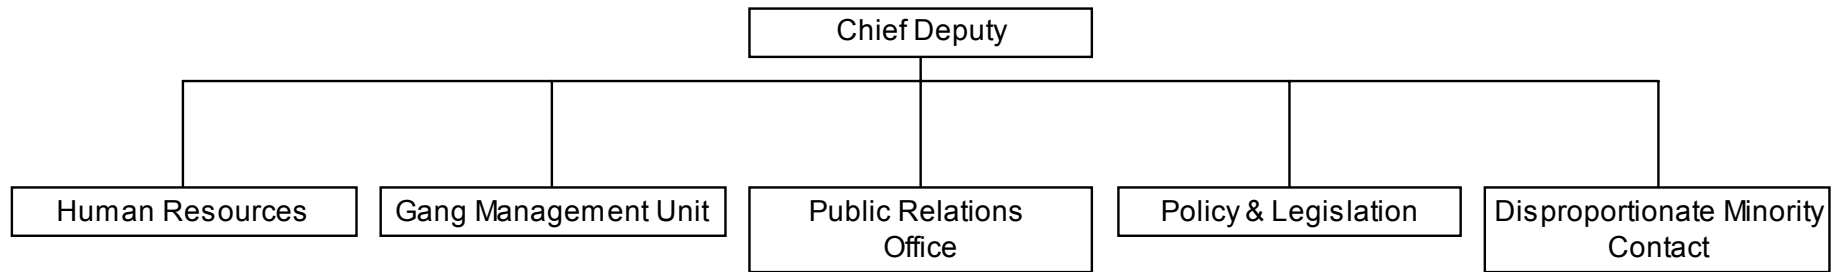 Chief Deputy
Human Resources
Gang Management Unit
Public Relations
Office
Policy & Legislation
Disproportionate Minority
Contact